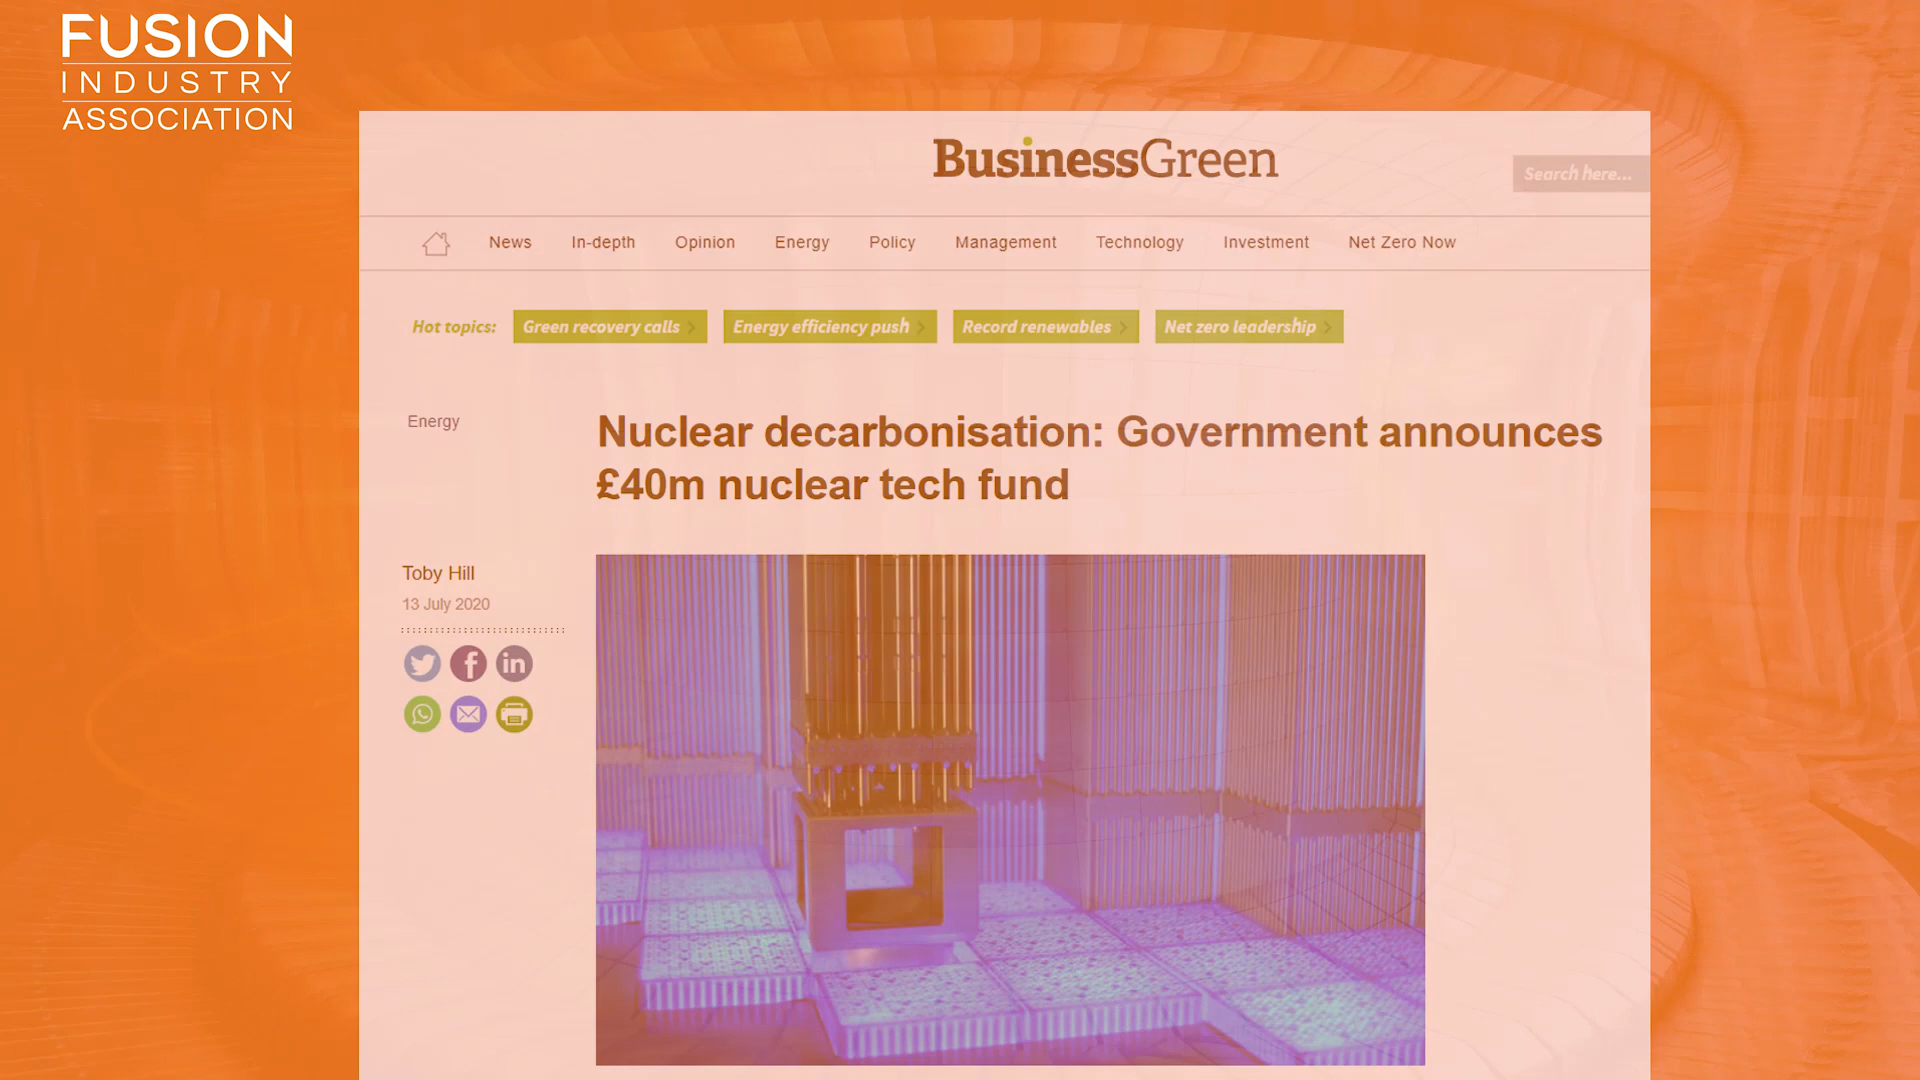 FUSION
INDUSTRY
ASSOCIATION
BusinessGreen
Search here...
News In-depth Opinion Energy Policy Management Technology Investment Net Zero Now
Hot topics: Green recovery calls Energy efficiency push Record renewables Net zero leadership
Energy
Nuclear decarbonisation: Government announces
£40m nuclear tech fund
Toby Hill
13 July 2020